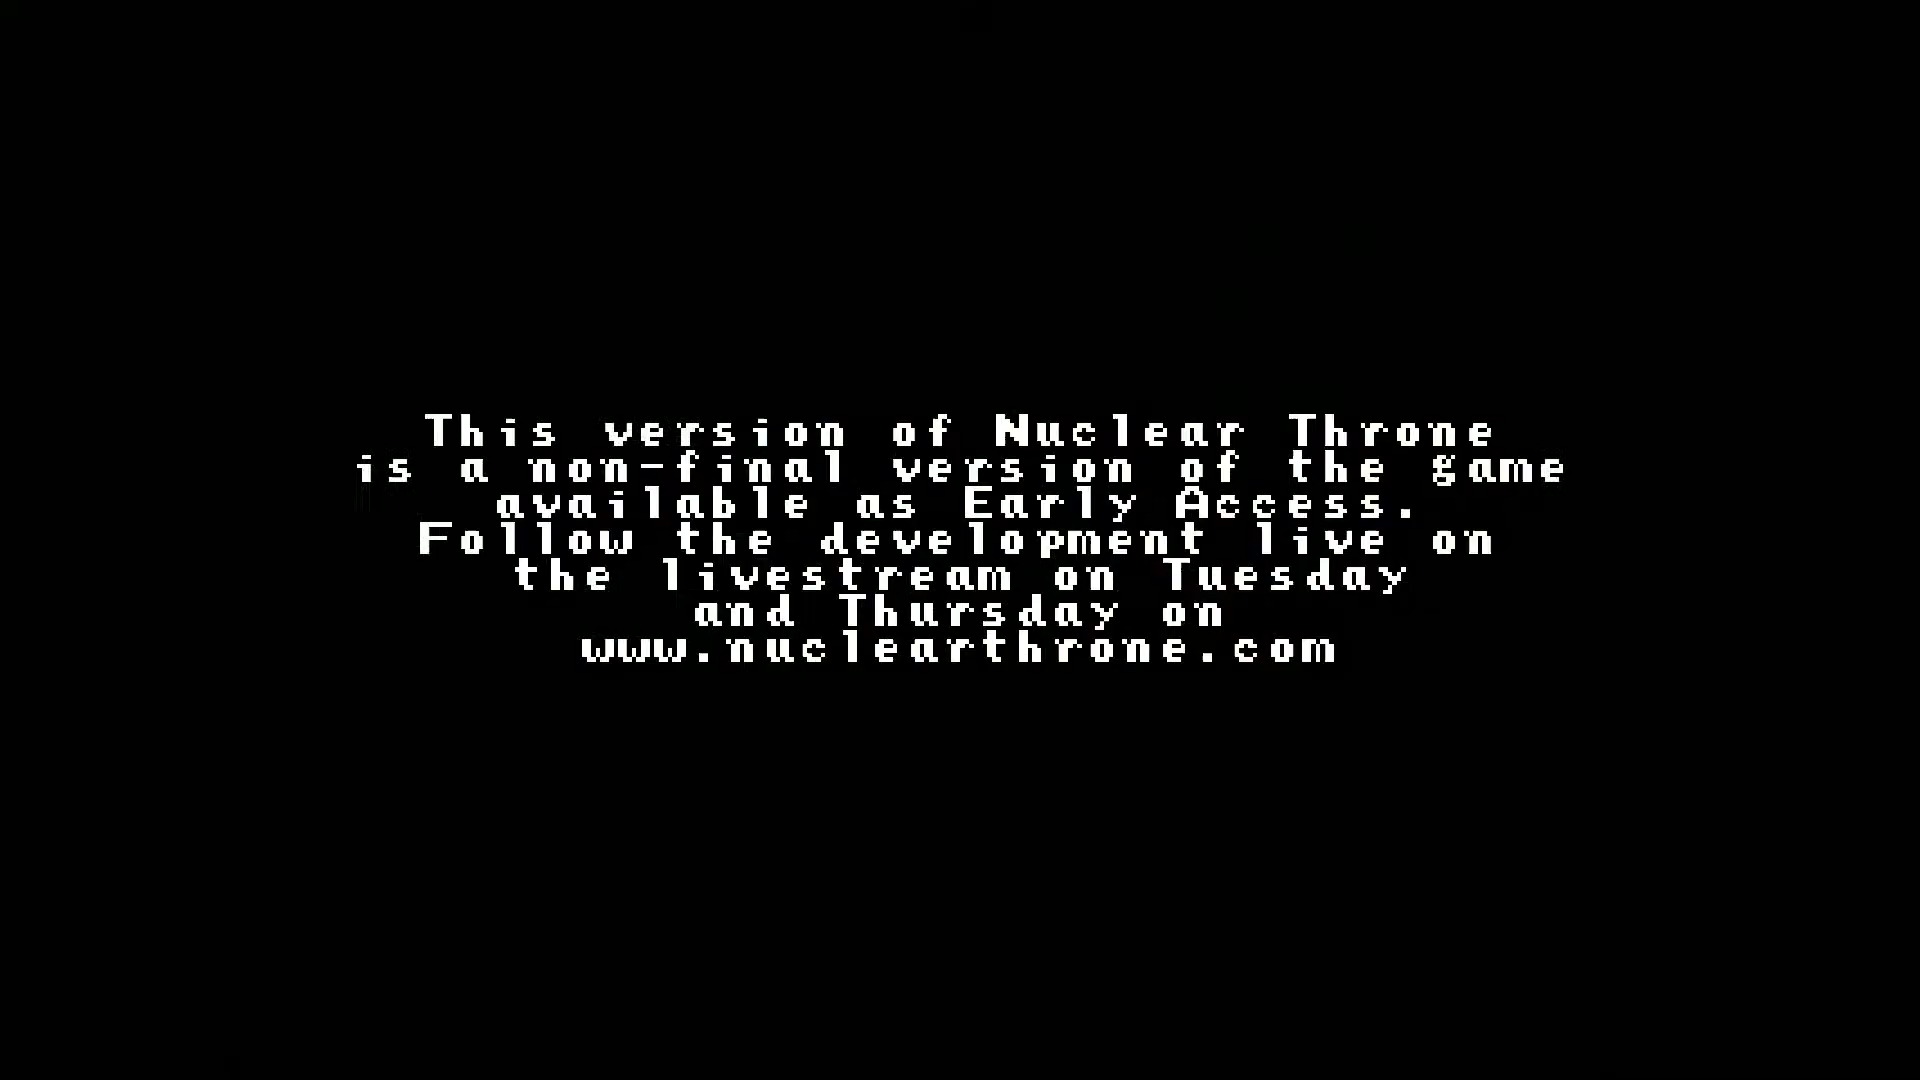 This version of Nuclear Throne
is a non-final version of the game
available as Early Access.
Follow the development live on
the livestream on Tuesday
and Thursday on
www.nuclearthrone.com